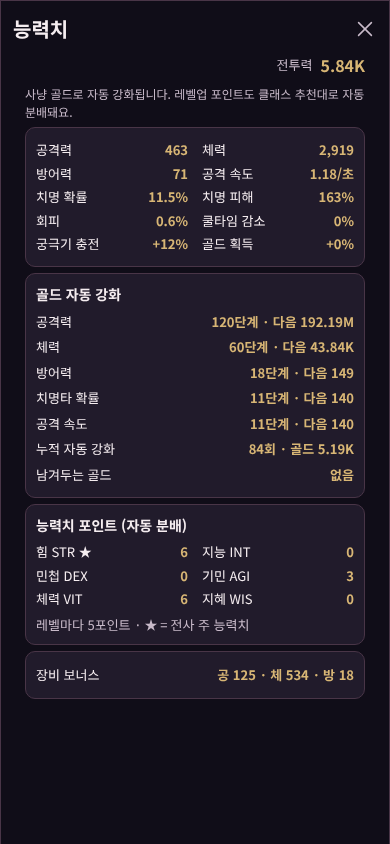 능력치
전투력 5.84K
사냥 골드로 자동 강화됩니다. 레벨업 포인트도 클래스 추천대로 자동
분배돼요.
공격력 463 체력 2,919
방어력 71 공격 속도 1.18/초
치명 확률 11.5% 치명 피해 163%
회피 0.6% 쿨타임 감소 0%
궁극기 충전 +12% 골드 획득 +0%
골드 자동 강화
공격력 120단계 · 다음 192.19M
체력 60단계 · 다음 43.84K
방어력 18단계 · 다음 149
치명타 확률 11단계 · 다음 140
공격 속도 11단계 · 다음 140
누적 자동 강화 84회 · 골드 5.19K
남겨두는 골드 없음
능력치 포인트 (자동 분배)
힘 STR ★ 6 지능 INT 0
민첩 DEX 0 기민 AGI 3
체력 VIT 6 지혜 WIS 0
레벨마다 5포인트 · ★ = 전사 주 능력치
장비 보너스 공 125 · 체 534 · 방 18